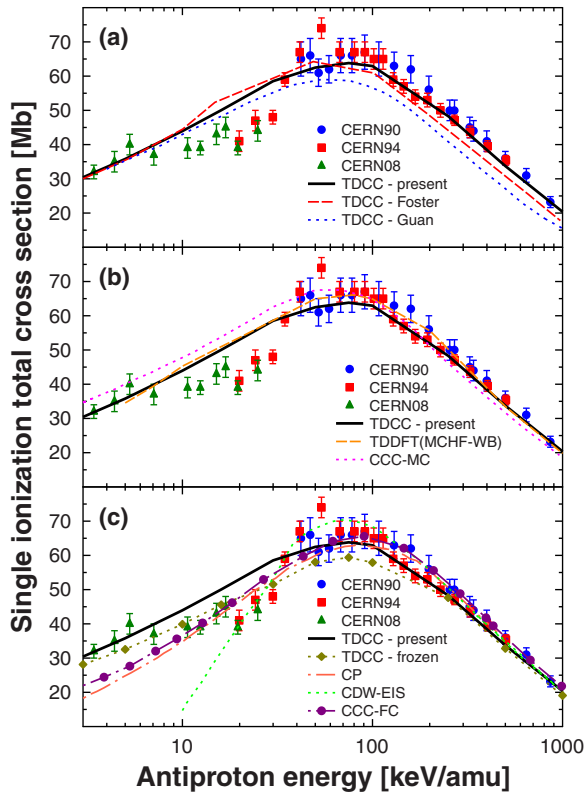 Single ionization total cross section [Mb]
(a)
70
60
50
40
30
20
CERN90
CERN94
CERN08
TDCC - present
TDCC - Foster
TDCC - Guan
(b)
70
60
50
40
30
20
CERN90
CERN94
CERN08
TDCC - present
TDDFT(MCHF-WB)
CCC-MC
(c)
70
60
50
40
30
20
CERN90
CERN94
CERN08
TDCC - present
TDCC - frozen
CP
CDW-EIS
CCC-FC
10 100 1000
Antiproton energy [keV/amu]